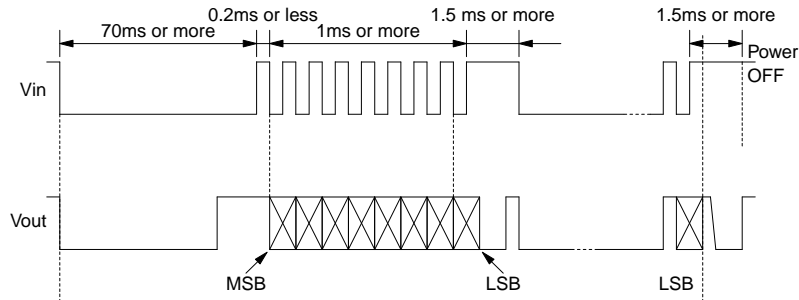 0.2ms or less
1.5 ms or more
1.5ms or more
70ms or more
1ms or more
Power
OFF
Vin
Vout
MSB
LSB
LSB